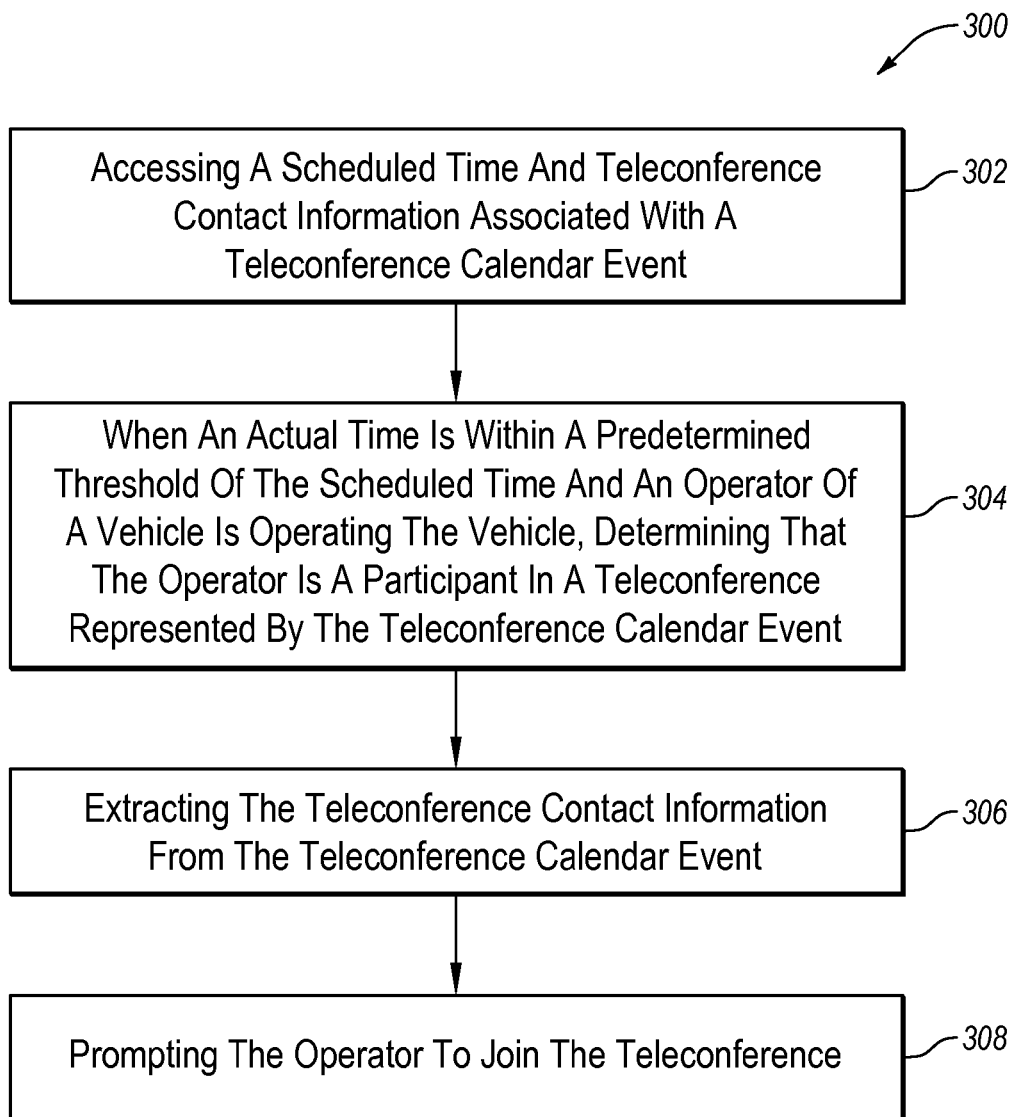 300
Accessing A Scheduled Time And Teleconference
Contact Information Associated With A
Teleconference Calendar Event
302
When An Actual Time Is Within A Predetermined
Threshold Of The Scheduled Time And An Operator Of
A Vehicle Is Operating The Vehicle, Determining That
The Operator Is A Participant In A Teleconference
Represented By The Teleconference Calendar Event
304
Extracting The Teleconference Contact Information
From The Teleconference Calendar Event
306
Prompting The Operator To Join The Teleconference
308